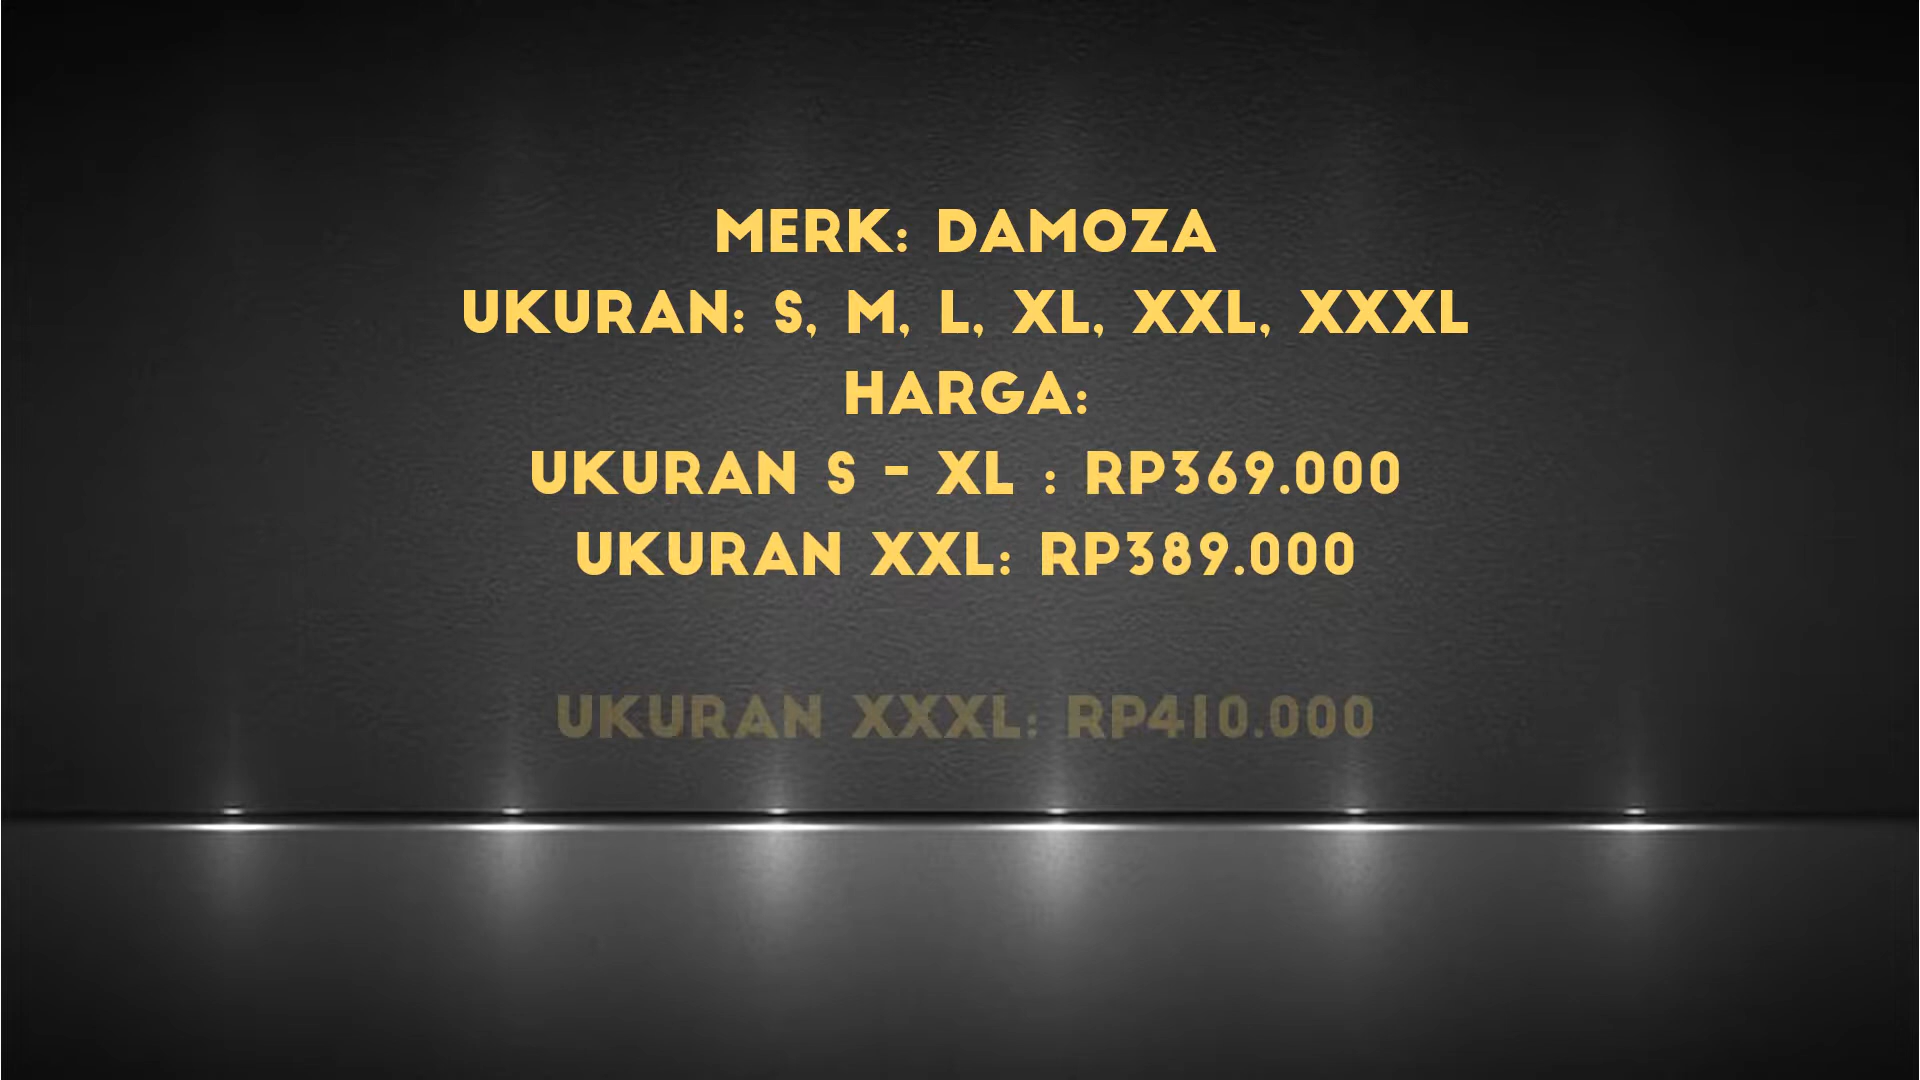 MERK: DAMOZA
UKURAN: S, M, L, XL, XXL, XXXL
HARGA:
UKURAN S - XL : RP369.000
UKURAN XXL: RP389.000
UKURAN XXXL: RP410.000